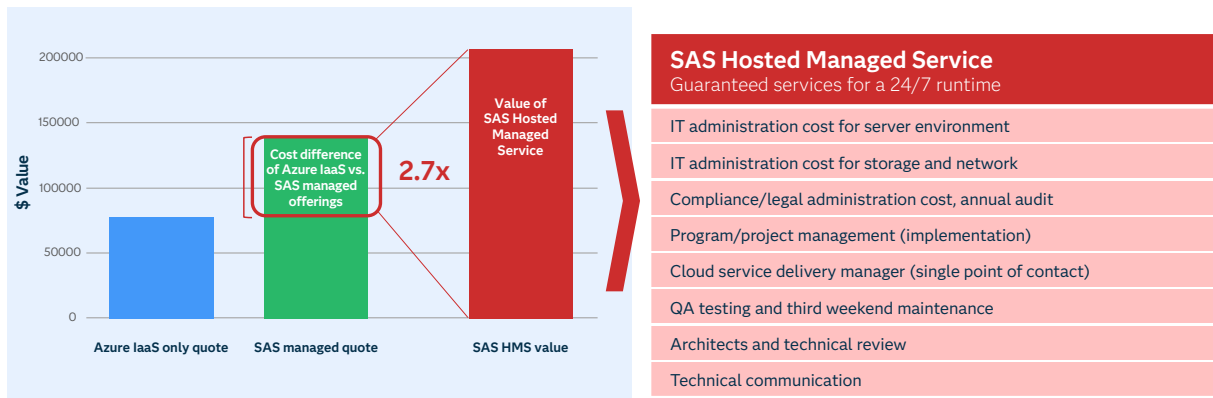 $ Value
200000
150000
100000
50000
0
Cost difference
of Azure IaaS vs.
SAS managed
offerings
2.7x
Value of
SAS Hosted
Managed
Service
Azure IaaS only quote
SAS managed quote
SAS HMS value
SAS Hosted Managed Service
Guaranteed services for a 24/7 runtime
IT administration cost for server environment
IT administration cost for storage and network
Compliance/legal administration cost, annual audit
Program/project management (implementation)
Cloud service delivery manager (single point of contact)
QA testing and third weekend maintenance
Architects and technical review
Technical communication